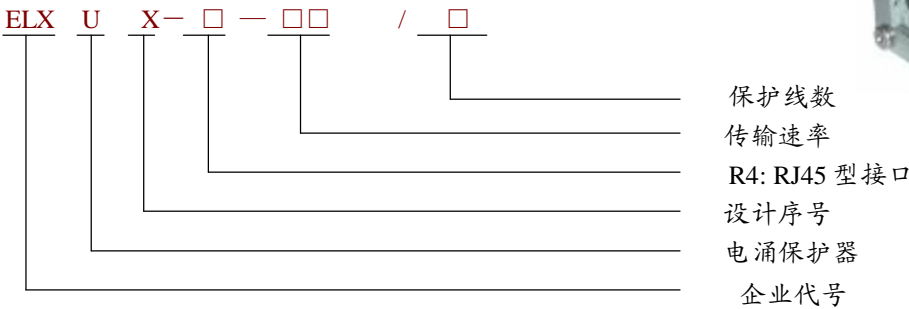 ELX U X－□—□□ / □
保护线数
传输速率
R4: RJ45 型接口
设计序号
电涌保护器
企业代号